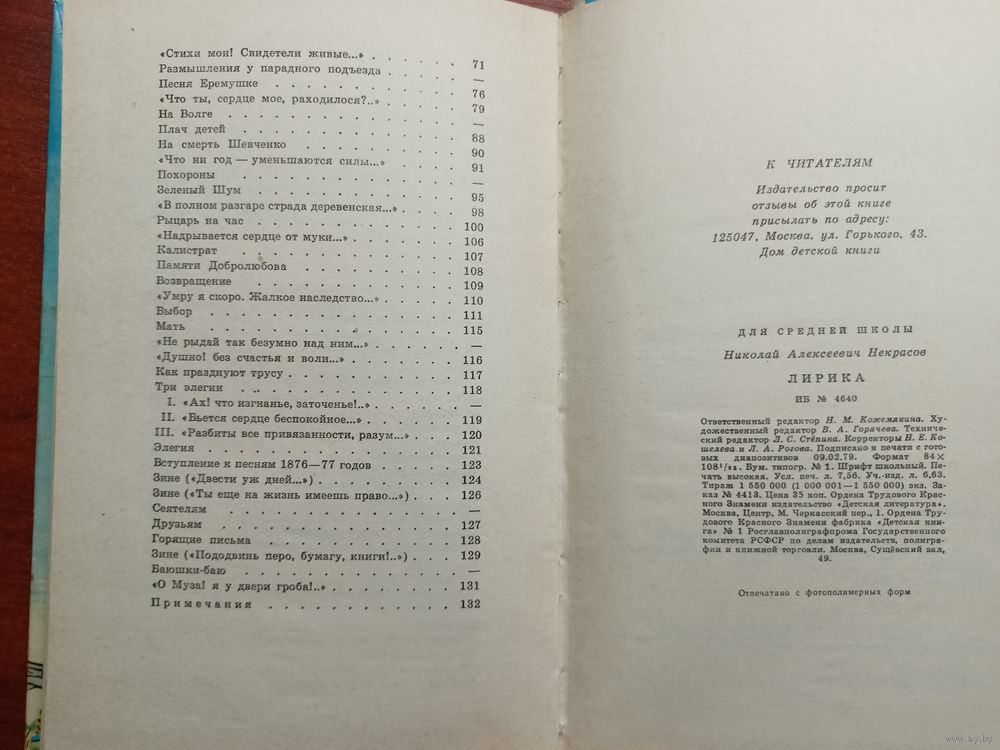 «Стихи мои! Свидетели живые...» . . . . . . 71
Размышления у парадного подъезда . . . . . —
Песня Еремушке . . . . . . . . . . . 76
«Что ты, сердце мое, раходилося?..» . . . . . 79
На Волге . . . . . . . . . . . . . . —
Плач детей . . . . . . . . . . . . . 88
На смерть Шевченко . . . . . . . . . . 90
«Что ни год — уменьшаются силы...» . . . . . 91
Похороны . . . . . . . . . . . . . —
Зеленый Шум . . . . . . . . . . . . 95
«В полном разгаре страда деревенская...» . . . . 98
Рыцарь на час . . . . . . . . . . . . 100
«Надрывается сердце от муки...» . . . . . . . 106
Калистрат . . . . . . . . . . . . . 107
Памяти Добролюбова . . . . . . . . . . 108
Возвращение . . . . . . . . . . . . 109
«Умру я скоро. Жалкое наследство...» . . . . . 110
Выбор . . . . . . . . . . . . . . 111
Мать . . . . . . . . . . . . . . 115
«Не рыдай так безумно над ним...» . . . . . . —
«Душно! без счастья и воли...» . . . . . . . 116
Как празднуют трусу . . . . . . . . . . 117
Три элегии . . . . . . . . . . . . . 118
I. «Ах! что изгнанье, заточенье!..» . . . . . —
II. «Бьется сердце беспокойное...» . . . . . . 119
III. «Разбиты все привязанности, разум...» . . . 120
Элегия . . . . . . . . . . . . . . 121
Вступление к песням 1876—77 годов . . . . . 123
Зине («Двести уж дней...») . . . . . . . . 124
Зине («Ты еще на жизнь имеешь право...») . . . 126
Сеятелям . . . . . . . . . . . . . —
Друзьям . . . . . . . . . . . . . 127
Горящие письма . . . . . . . . . . . 128
Зине («Пододвинь перо, бумагу, книги!..») . . . 129
Баюшки-баю . . . . . . . . . . . . —
«О Муза! я у двери гроба!..» . . . . . . . . 131
Примечания . . . . . . . . . . . 132
К ЧИТАТЕЛЯМ
Издательство просит
отзывы об этой книге
присылать по адресу:
125047, Москва, ул. Горького, 43.
Дом детской книги
ДЛЯ СРЕДНЕЙ ШКОЛЫ
Николай Алексеевич Некрасов
ЛИРИКА
ИБ № 4640
Ответственный редактор Н. М. Кожемякина. Ху-
дожественный редактор В. А. Горячева. Техниче-
ский редактор Л. С. Стёпина. Корректоры Н. Е. Ко-
шелева и Л. А. Рогова. Подписано к печати с гото-
вых диапозитивов 09.02.79. Формат 84×
108¹/₃₂. Бум. типогр. № 1. Шрифт школьный. Пе-
чать высокая. Усл. печ. л. 7,56. Уч.-изд. л. 6,63.
Тираж 1 550 000 (1 000 001—1 550 000) экз. За-
каз № 4413. Цена 35 коп. Ордена Трудового Крас-
ного Знамени издательство «Детская литература».
Москва, Центр, М. Черкасский пер., 1. Ордена Тру-
дового Красного Знамени фабрика «Детская кни-
га» № 1 Росглавполиграфпрома Государственного
комитета РСФСР по делам издательств, полигра-
фии и книжной торговли. Москва, Сущёвский вал,
49.
Отпечатано с фотополимерных форм
www.ay.by